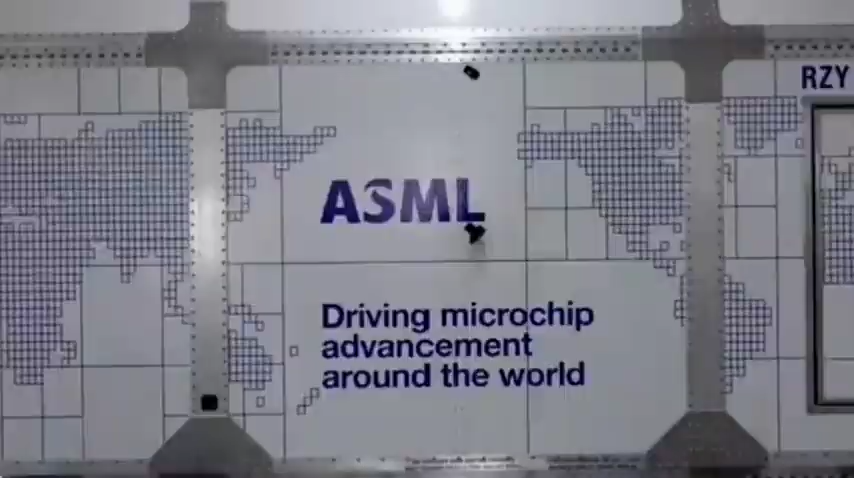 RZY
ASML
Driving microchip
advancement
around the world